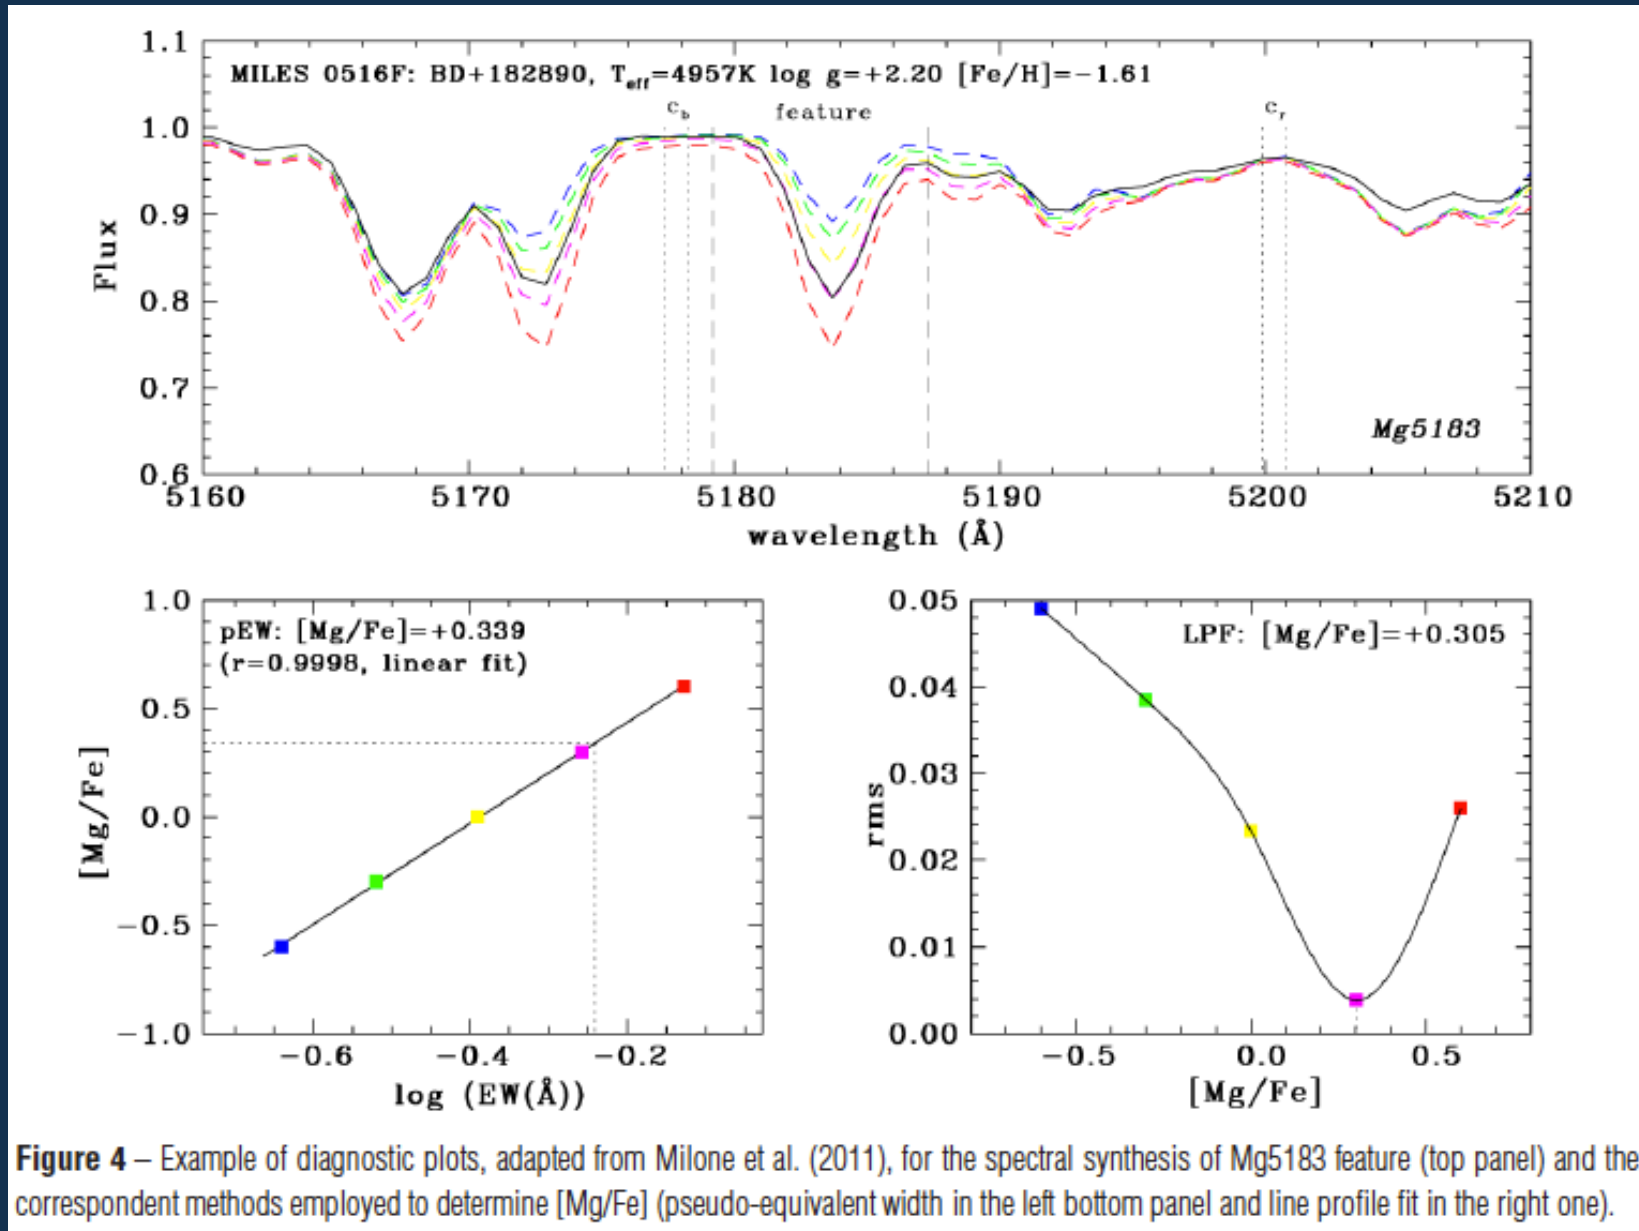 1.1
MILES 0516F: BD+182890, Teff=4957K log g=+2.20 [Fe/H]=−1.61
cb feature cr
1.0
0.9
Flux
0.8
0.7
Mg5183
0.6
5160 5170 5180 5190 5200 5210
wavelength (Å)
1.0
pEW: [Mg/Fe]=+0.339
(r=0.9998, linear fit)
0.5
[Mg/Fe]
0.0
−0.5
−1.0
−0.6 −0.4 −0.2
log (EW(Å))
0.05
LPF: [Mg/Fe]=+0.305
0.04
0.03
rms
0.02
0.01
0.00
−0.5 0.0 0.5
[Mg/Fe]
Figure 4 – Example of diagnostic plots, adapted from Milone et al. (2011), for the spectral synthesis of Mg5183 feature (top panel) and the
correspondent methods employed to determine [Mg/Fe] (pseudo-equivalent width in the left bottom panel and line profile fit in the right one).